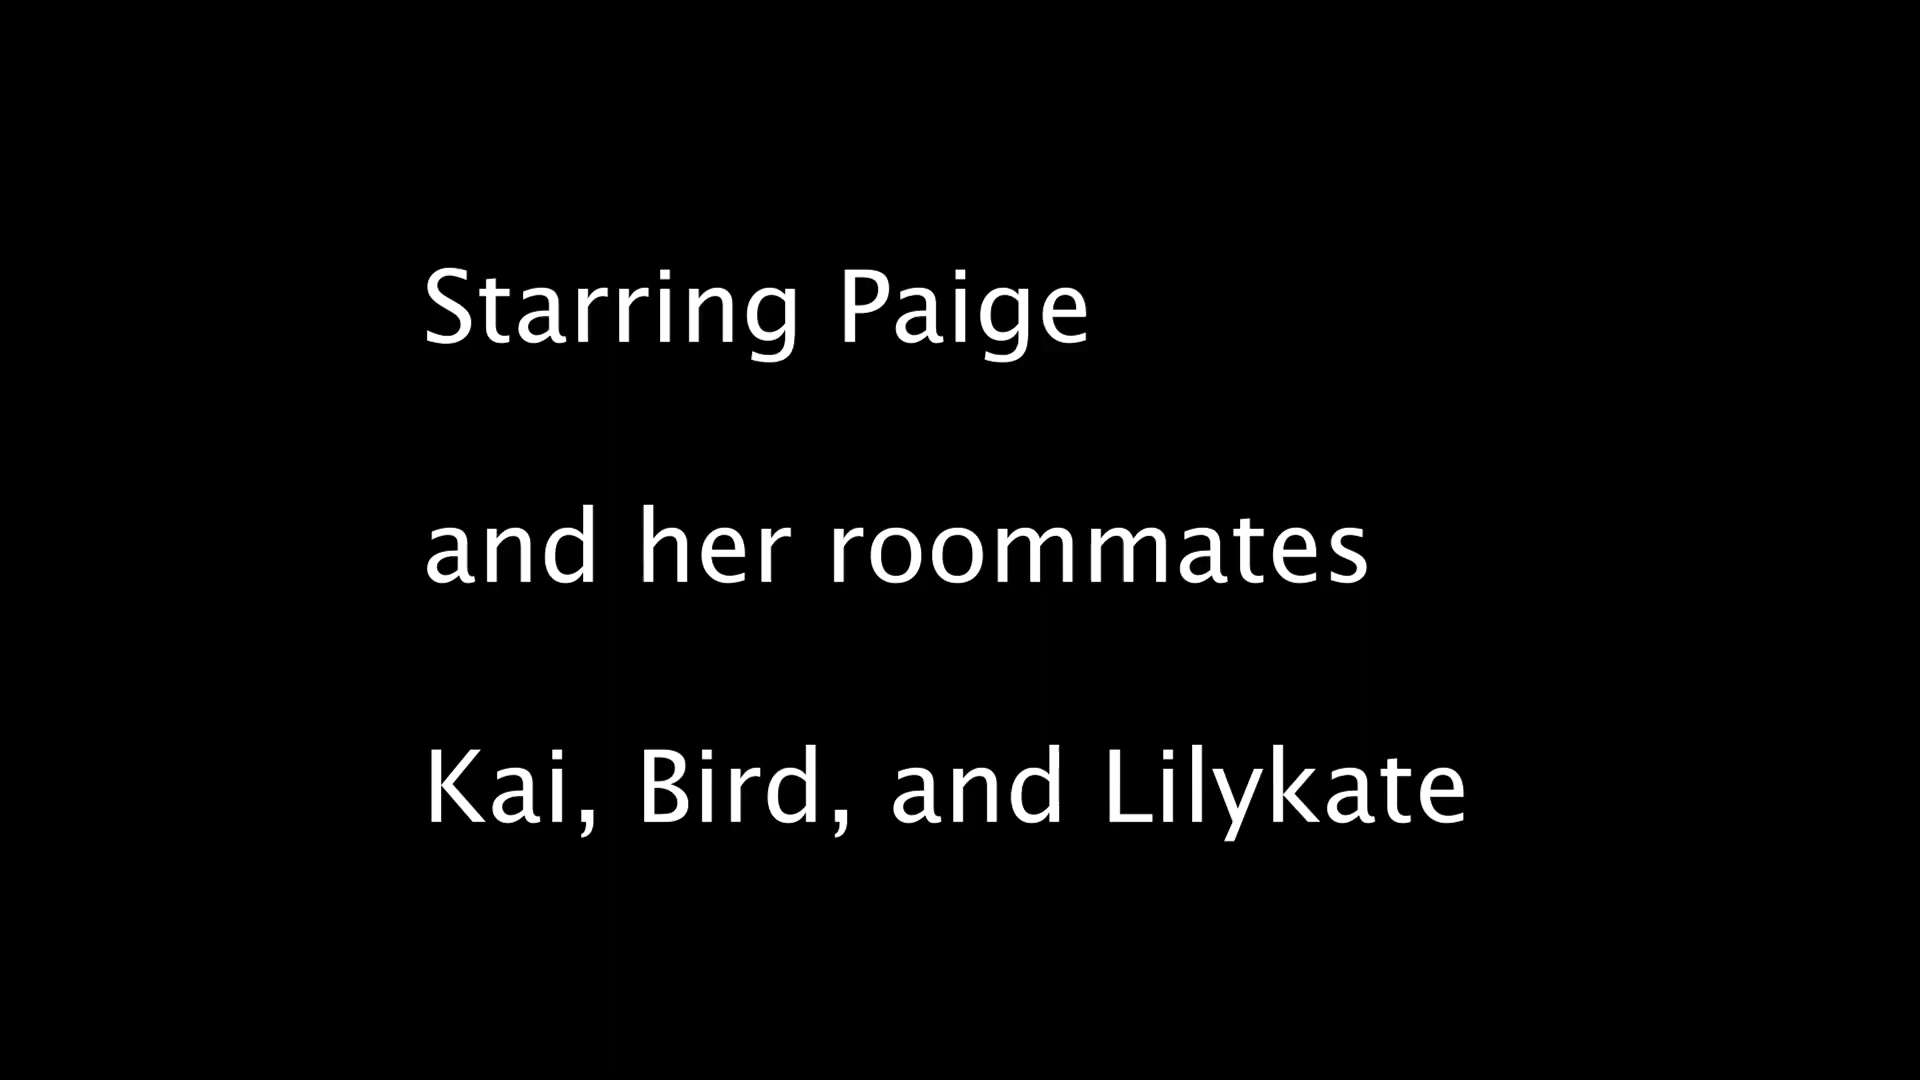 Starring Paige
and her roommates
Kai, Bird, and Lilykate